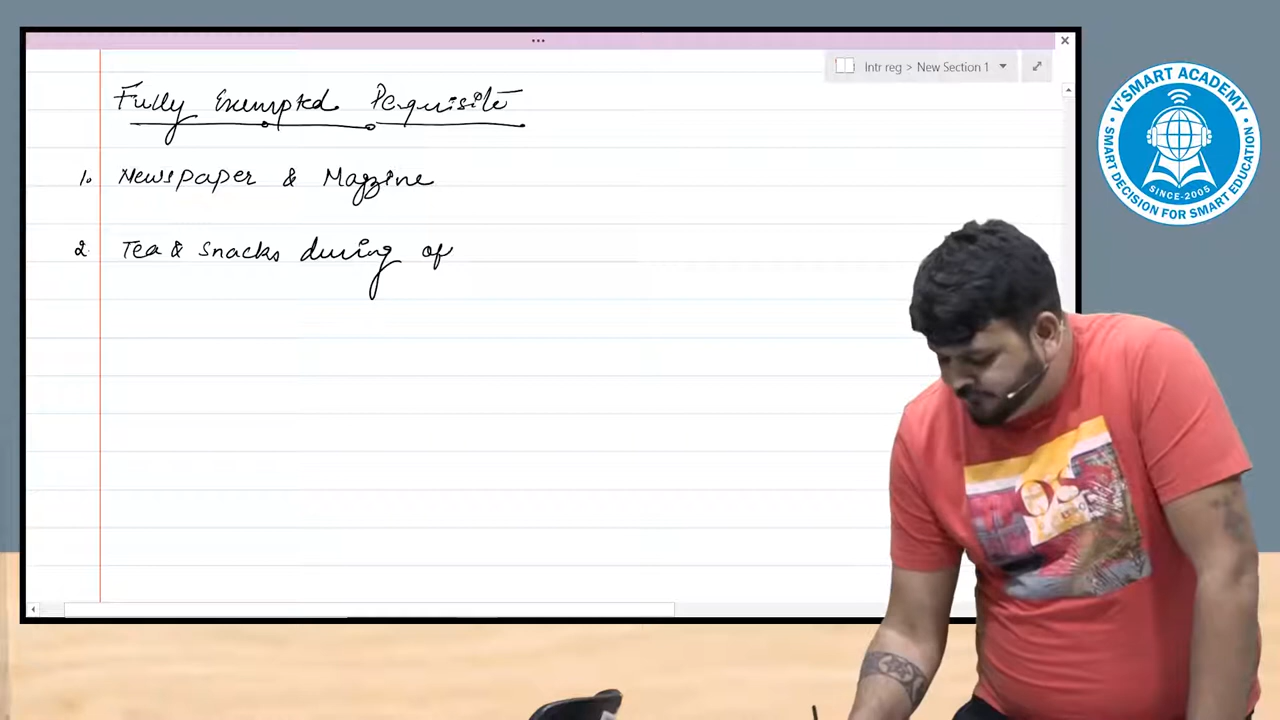 Intr reg > New Section 1
Fully Exempted Perquisite
1. Newspaper & Magzine
2. Tea & Snacks during of
V'SMART ACADEMY
SINCE-2005
SMART DECISION FOR SMART EDUCATION